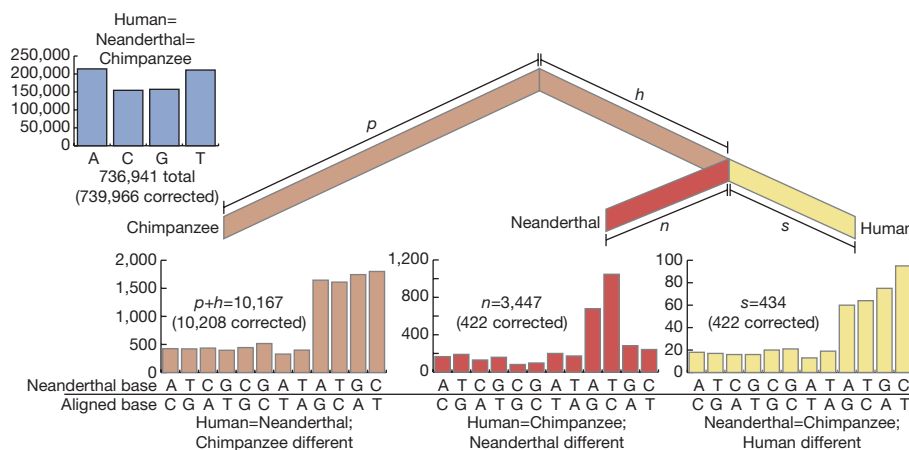 Human=
Neanderthal=
Chimpanzee
250,000
200,000
150,000
100,000
50,000
0
A C G T
736,941 total
(739,966 corrected)
p
h
Chimpanzee
Neanderthal
Human
n
s
2,000
1,500
1,000
500
0
p+h=10,167
(10,208 corrected)
1,200
800
400
0
n=3,447
(422 corrected)
100
80
60
40
20
0
s=434
(422 corrected)
Neanderthal base A T C G C G A T A T G C A T C G C G A T A T G C A T C G C G A T A T G C
Aligned base C G A T G C T A G C A T C G A T G C T A G C A T C G A T G C T A G C A T
Human=Neanderthal;
Chimpanzee different
Human=Chimpanzee;
Neanderthal different
Neanderthal=Chimpanzee;
Human different